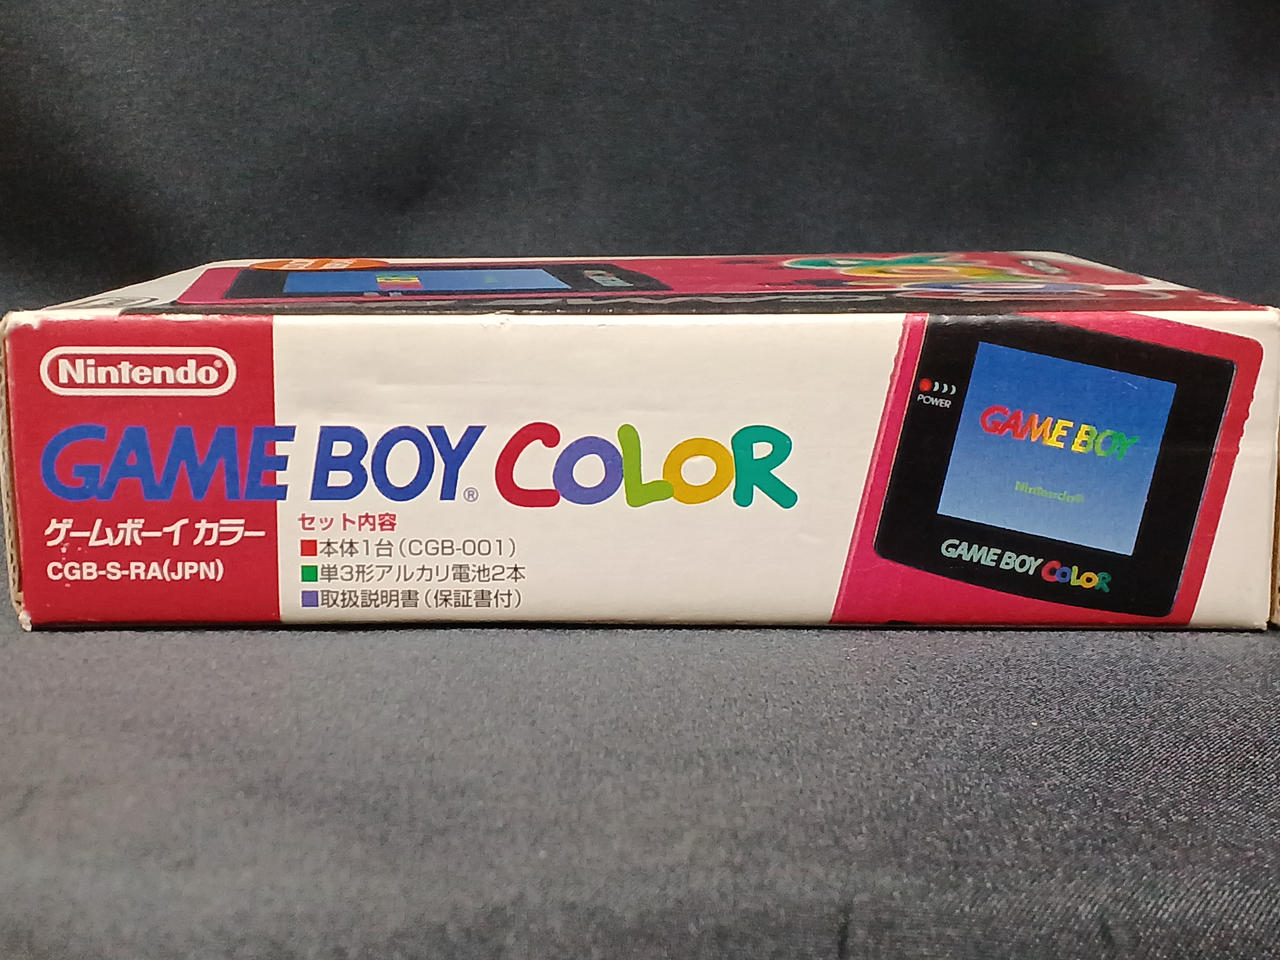 Nintendo®
GAME BOY® COLOR
ゲームボーイ カラー
CGB-S-RA(JPN)
セット内容
■本体1台(CGB-001)
■単3形アルカリ電池2本
■取扱説明書(保証書付)
POWER
GAME BOY
Nintendo®
GAME BOY COLOR